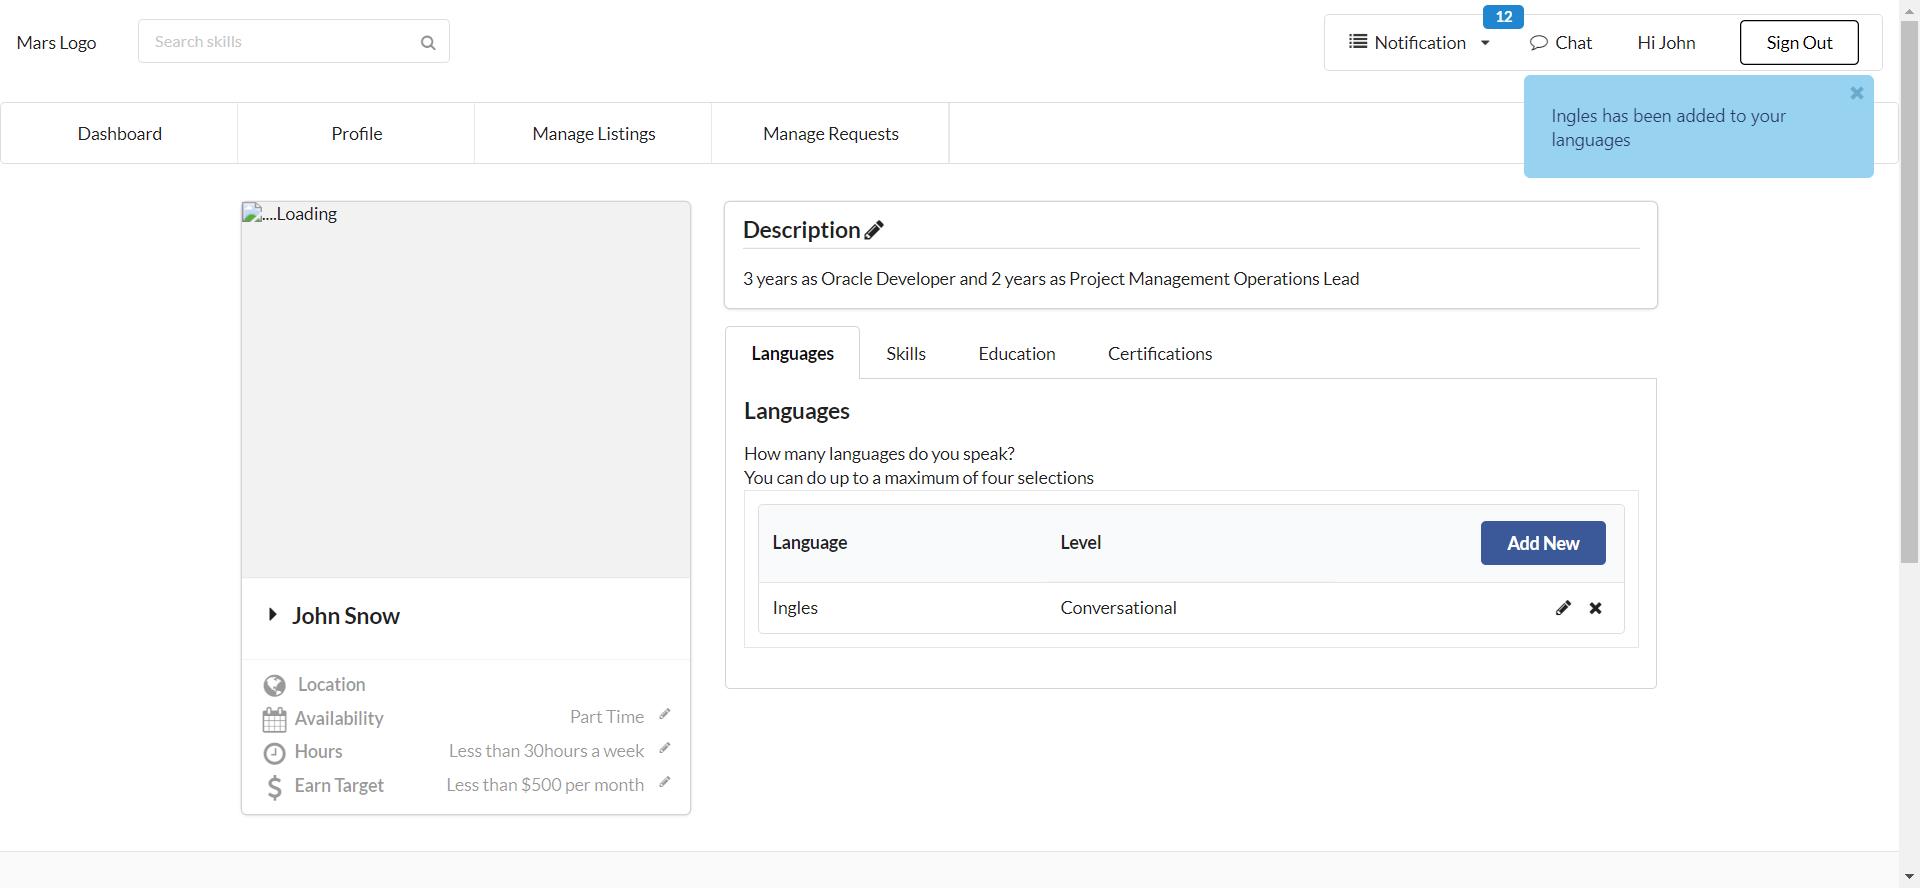 Mars Logo
Search skills
Notification
12
Chat
Hi John
Sign Out
Dashboard
Profile
Manage Listings
Manage Requests
Ingles has been added to your
languages
....Loading
John Snow
Location
Availability
Part Time
Hours
Less than 30hours a week
Earn Target
Less than $500 per month
Description
3 years as Oracle Developer and 2 years as Project Management Operations Lead
Languages
Skills
Education
Certifications
Languages
How many languages do you speak?
You can do up to a maximum of four selections
Language
Level
Add New
Ingles
Conversational